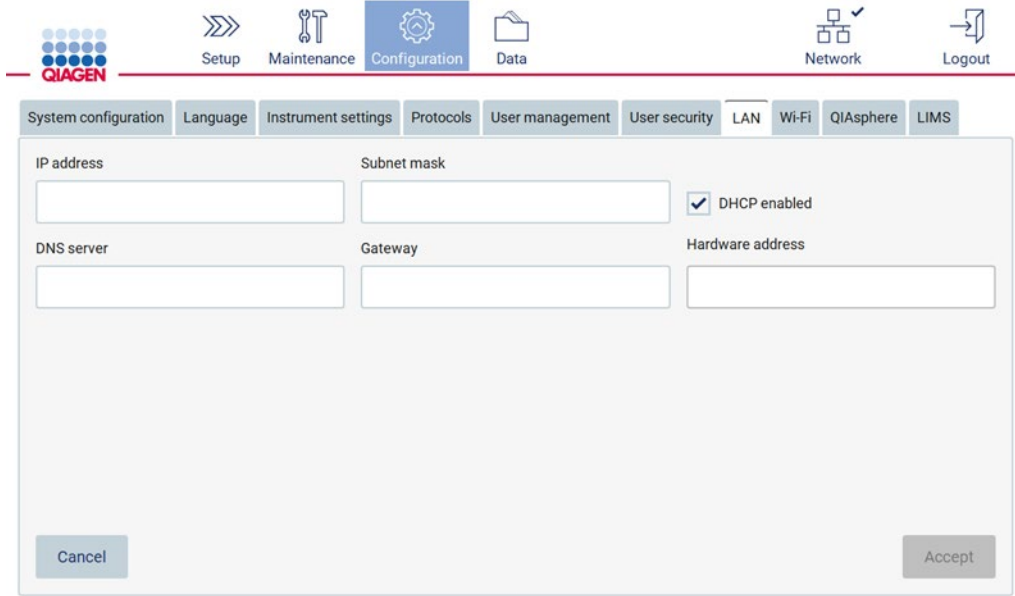 QIAGEN
Setup
Maintenance
Configuration
Data
Network
Logout
System configuration
Language
Instrument settings
Protocols
User management
User security
LAN
Wi-Fi
QIAsphere
LIMS
IP address
Subnet mask
DHCP enabled
DNS server
Gateway
Hardware address
Cancel
Accept